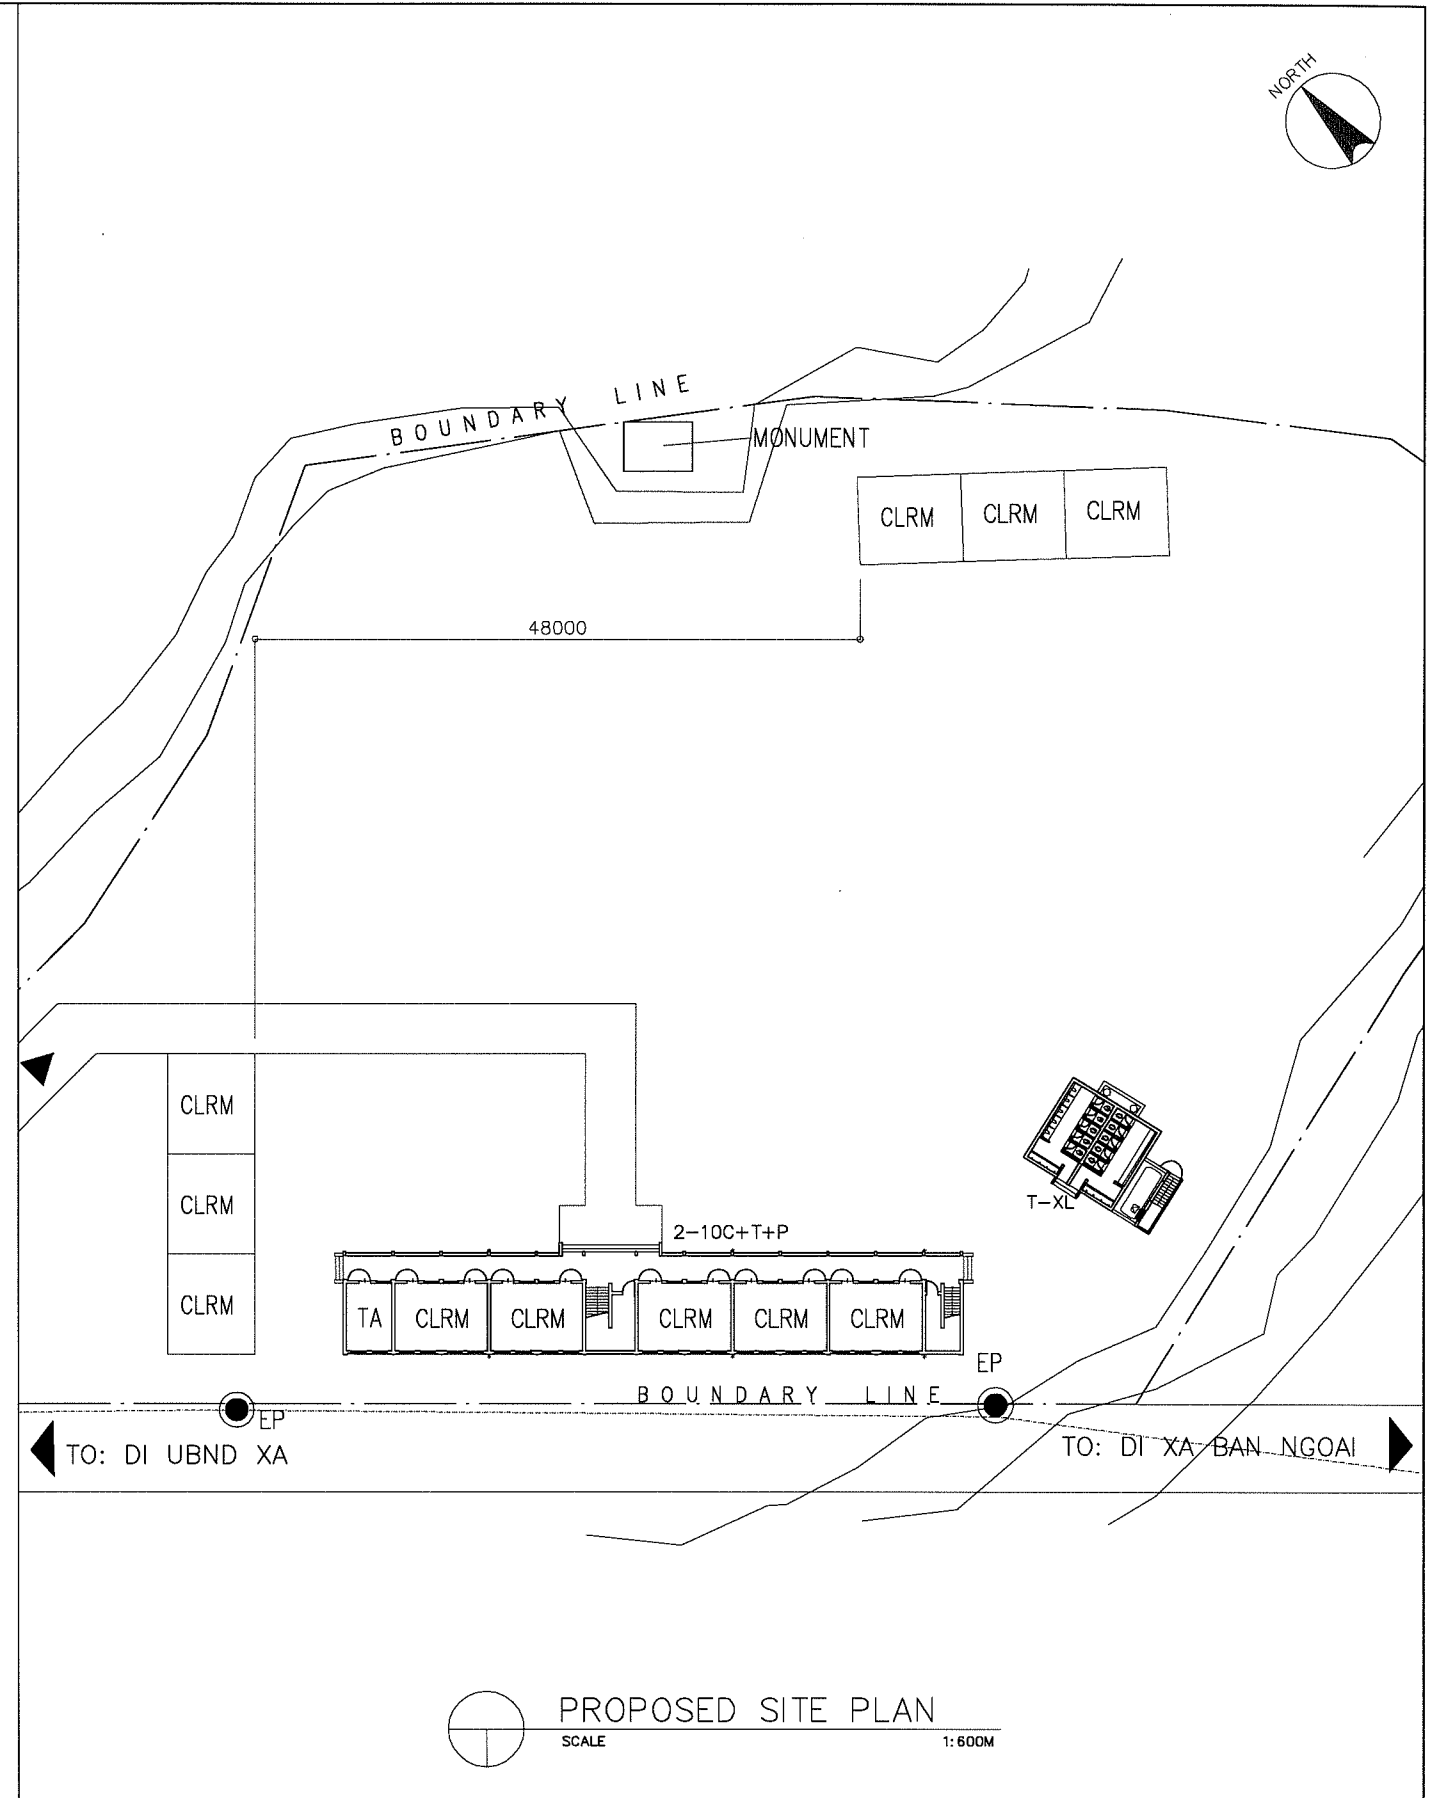 NORTH
BOUNDARY LINE
MONUMENT
CLRM CLRM CLRM
48000
CLRM
CLRM
CLRM
T-XL
2-10C+T+P
TA CLRM CLRM CLRM CLRM CLRM
EP
BOUNDARY LINE
EP
TO: DI UBND XA
TO: DI XA BAN NGOAI
PROPOSED SITE PLAN
SCALE 1:600M